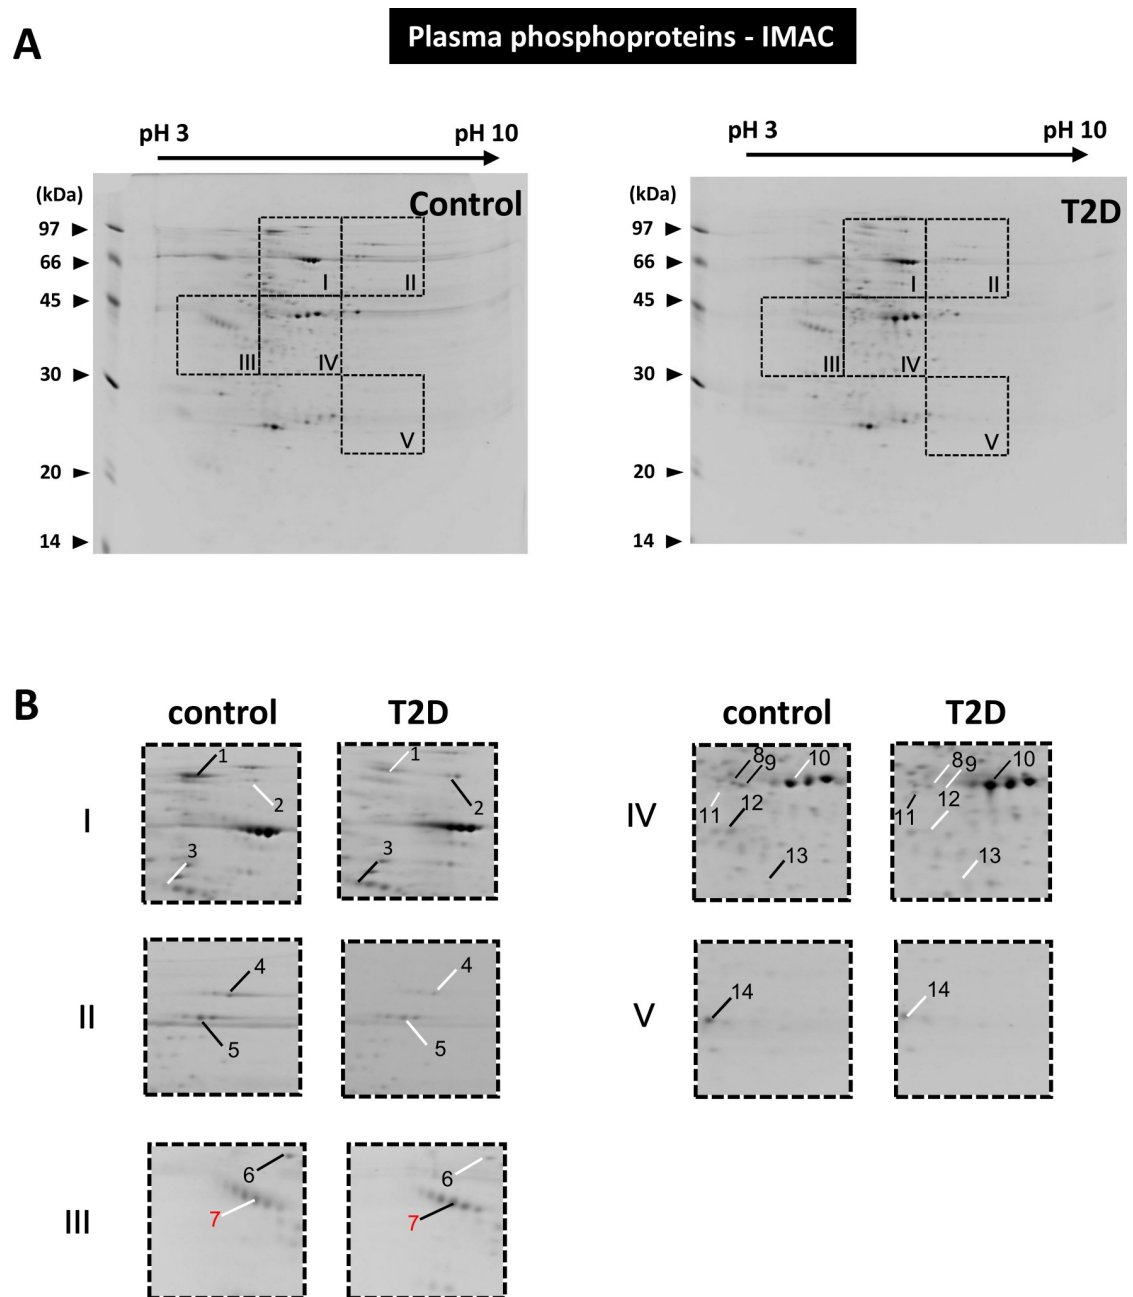 A
Plasma phosphoproteins - IMAC
pH 3 pH 10
pH 3 pH 10
(kDa)
97
66
45
30
20
14
Control
I
II
III
IV
V
(kDa)
97
66
45
30
20
14
T2D
I
II
III
IV
V
B
control T2D
I
1
2
3
1
2
3
II
4
5
4
5
III
6
7
6
7
control T2D
IV
8
9
10
11
12
13
8
9
10
11
12
13
V
14
14